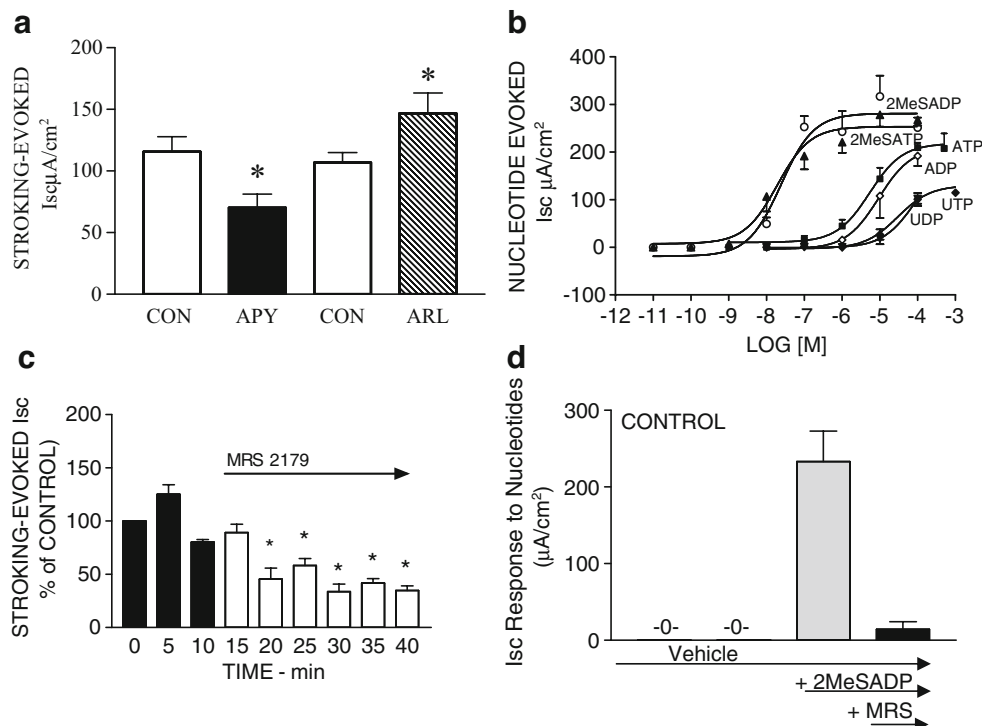 a
STROKING-EVOKED
IscµA/cm²
200
150
100
50
0
*
*
CON
APY
CON
ARL
b
NUCLEOTIDE EVOKED
Isc µA/cm²
400
300
200
100
0
-100
2MeSADP
2MeSATP
ATP
ADP
UTP
UDP
-12 -11 -10 -9 -8 -7 -6 -5 -4 -3
LOG [M]
c
STROKING-EVOKED Isc
% of CONTROL)
200
150
100
50
0
MRS 2179
* * * * *
0 5 10 15 20 25 30 35 40
TIME - min
d
Isc Response to Nucleotides
(µA/cm²)
300
200
100
0
CONTROL
-0- -0-
Vehicle
+ 2MeSADP
+ MRS